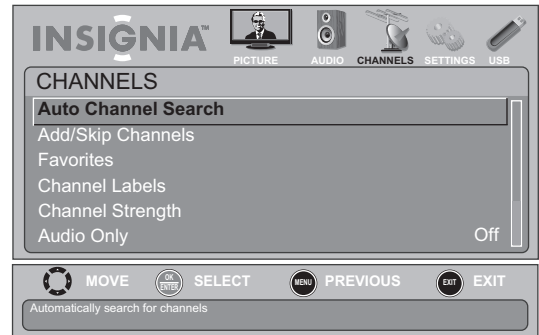 INSIGNIA™
PICTURE AUDIO CHANNELS SETTINGS USB
CHANNELS
Auto Channel Search
Add/Skip Channels
Favorites
Channel Labels
Channel Strength
Audio Only Off
MOVE OK ENTER SELECT MENU PREVIOUS EXIT EXIT
Automatically search for channels